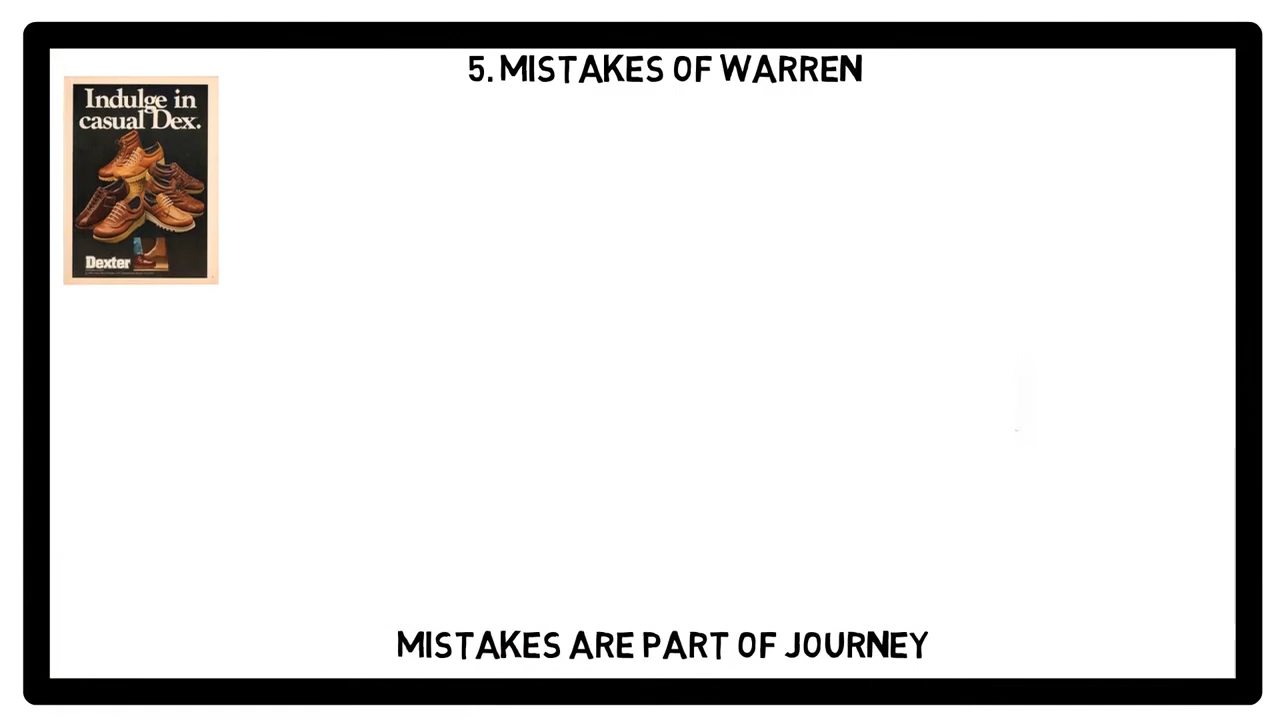 5. MISTAKES OF WARREN
Indulge in
casual Dex.
Dexter
MISTAKES ARE PART OF JOURNEY